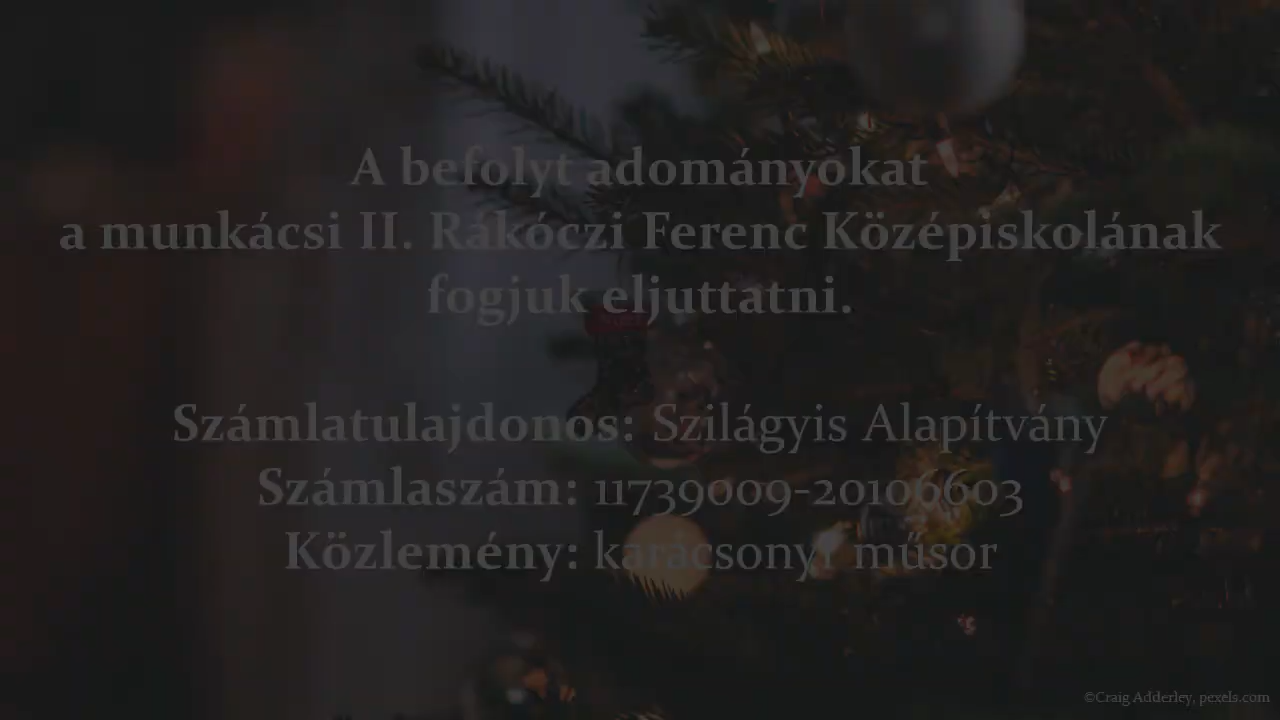 A befolyt adományokat
a munkácsi II. Rákóczi Ferenc Középiskolának
fogjuk eljuttatni.
Számlatulajdonos: Szilágyis Alapítvány
Számlaszám: 11739009-20106603
Közlemény: karácsonyi műsor
©Craig Adderley, pexels.com